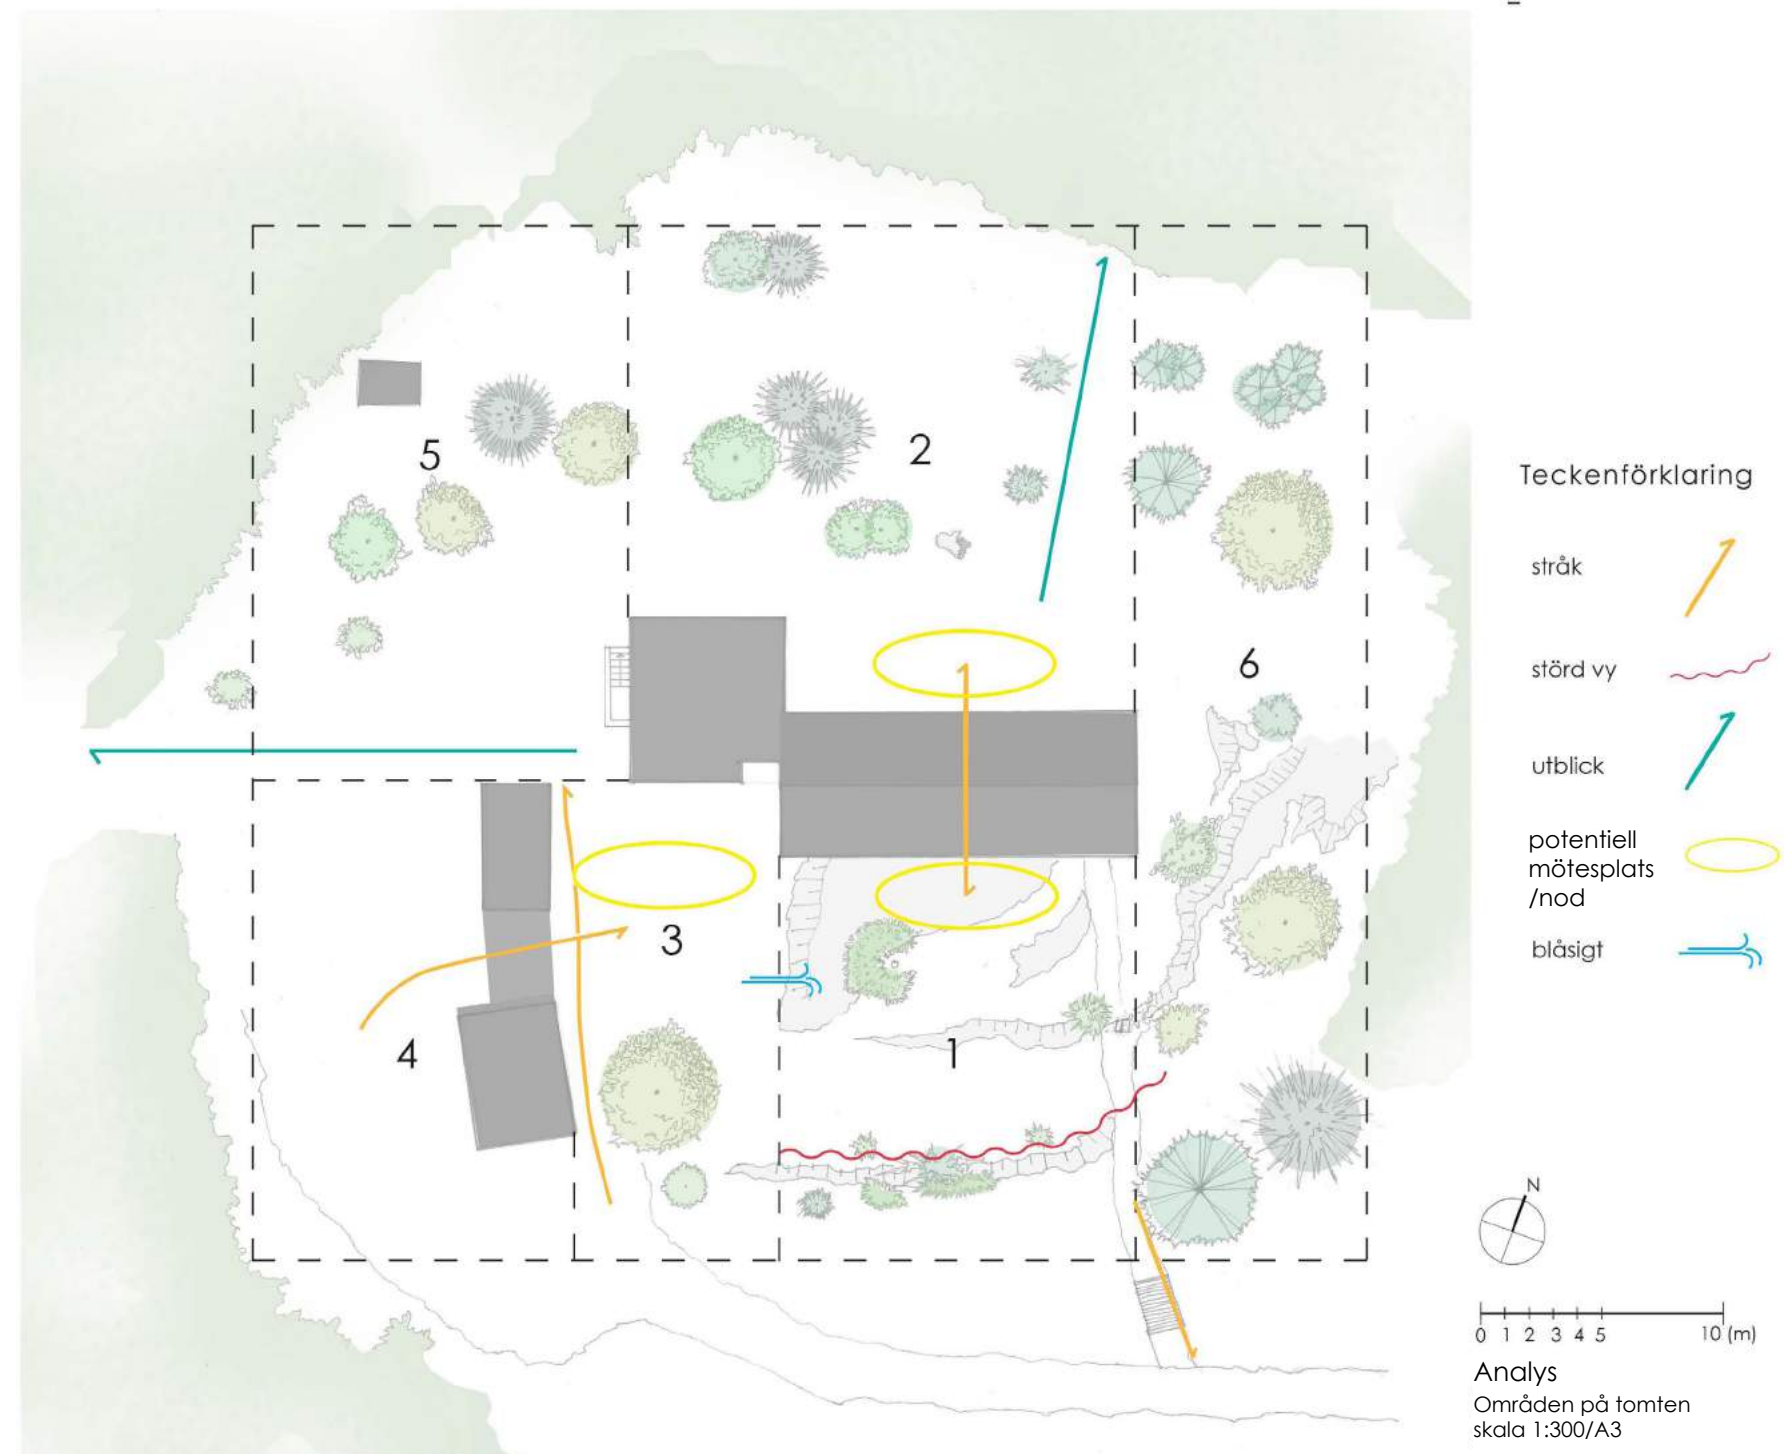 5
2
6
3
4
1
Teckenförklaring
stråk
störd vy
utblick
potentiell
mötesplats
/nod
blåsigt
N
0 1 2 3 4 5 10 (m)
Analys
Områden på tomten
skala 1:300/A3